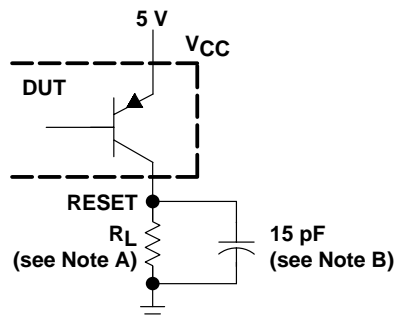 5 V
VCC
DUT
RESET
RL
(see Note A)
15 pF
(see Note B)